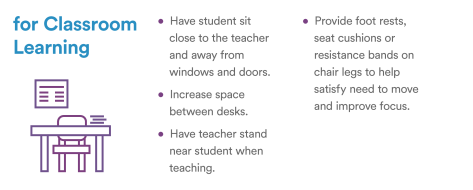 for Classroom
Learning
• Have student sit
close to the teacher
and away from
windows and doors.
• Increase space
between desks.
• Have teacher stand
near student when
teaching.
• Provide foot rests,
seat cushions or
resistance bands on
chair legs to help
satisfy need to move
and improve focus.